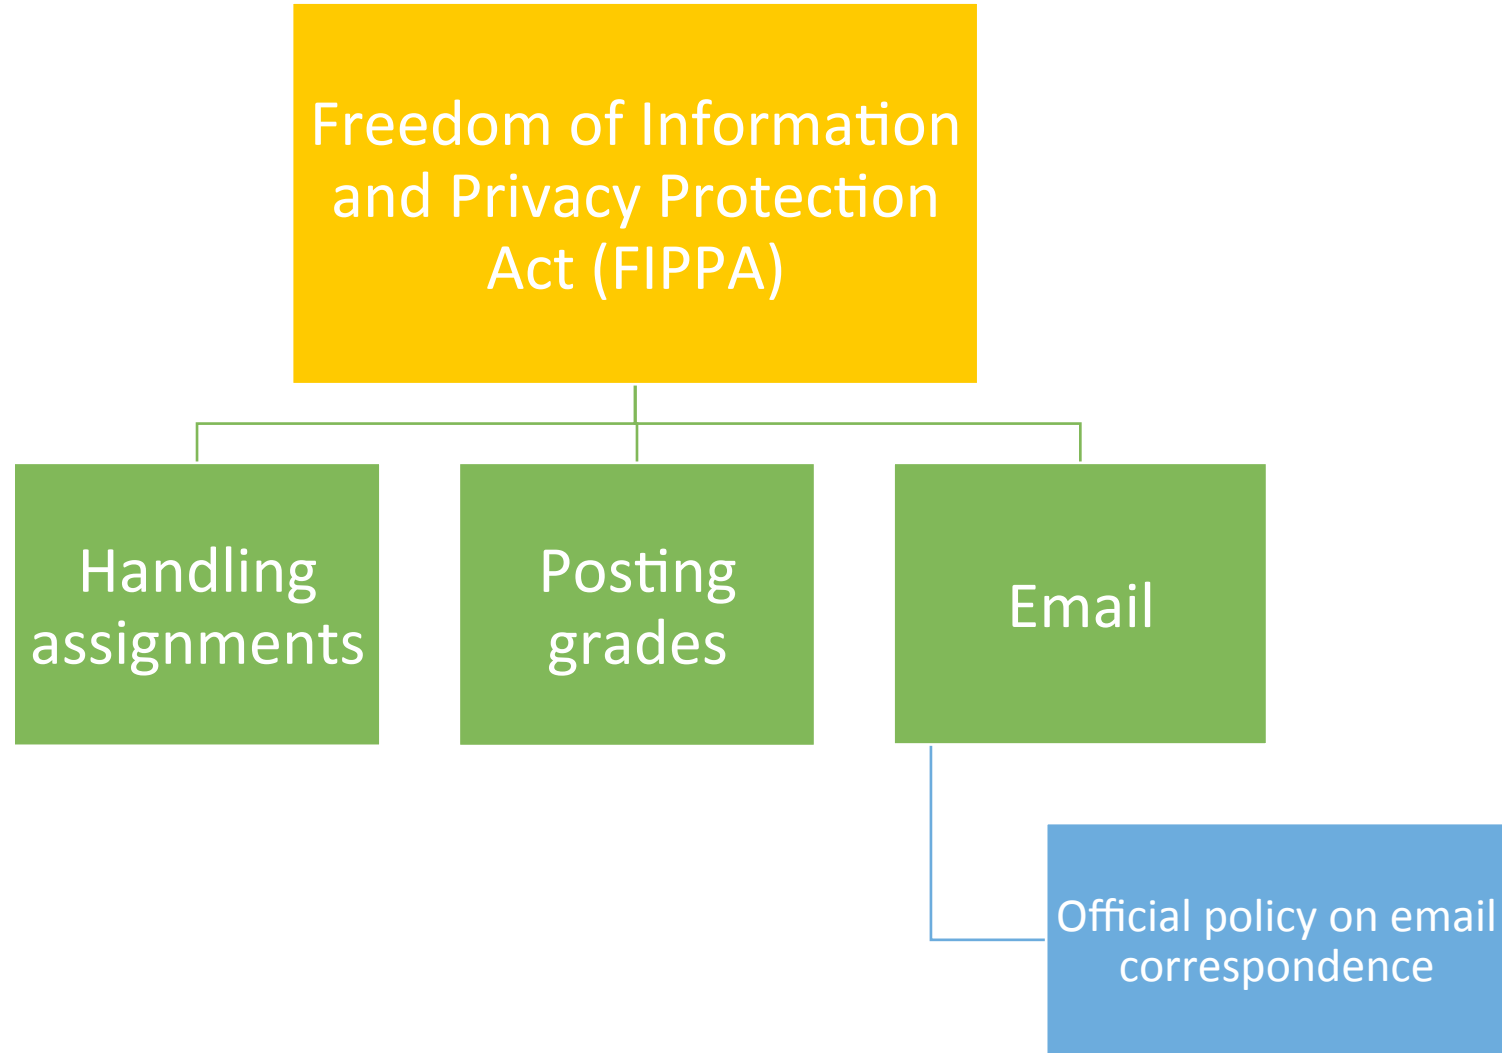 Freedom of Information
and Privacy Protection
Act (FIPPA)
Handling
assignments
Posting
grades
Email
Official policy on email
correspondence